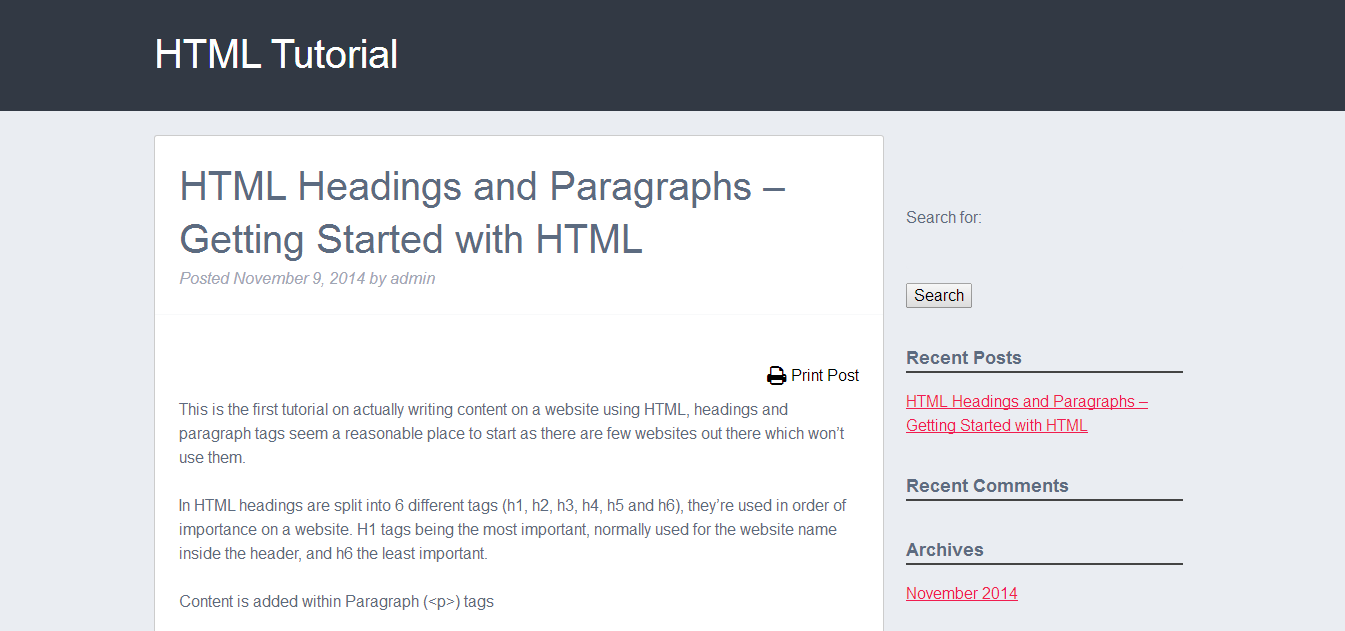 HTML Tutorial
HTML Headings and Paragraphs –
Getting Started with HTML
Posted November 9, 2014 by admin
Print Post
This is the first tutorial on actually writing content on a website using HTML, headings and
paragraph tags seem a reasonable place to start as there are few websites out there which won’t
use them.
In HTML headings are split into 6 different tags (h1, h2, h3, h4, h5 and h6), they’re used in order of
importance on a website. H1 tags being the most important, normally used for the website name
inside the header, and h6 the least important.
Content is added within Paragraph (<p>) tags
Search for:
Search
Recent Posts
HTML Headings and Paragraphs –
Getting Started with HTML
Recent Comments
Archives
November 2014